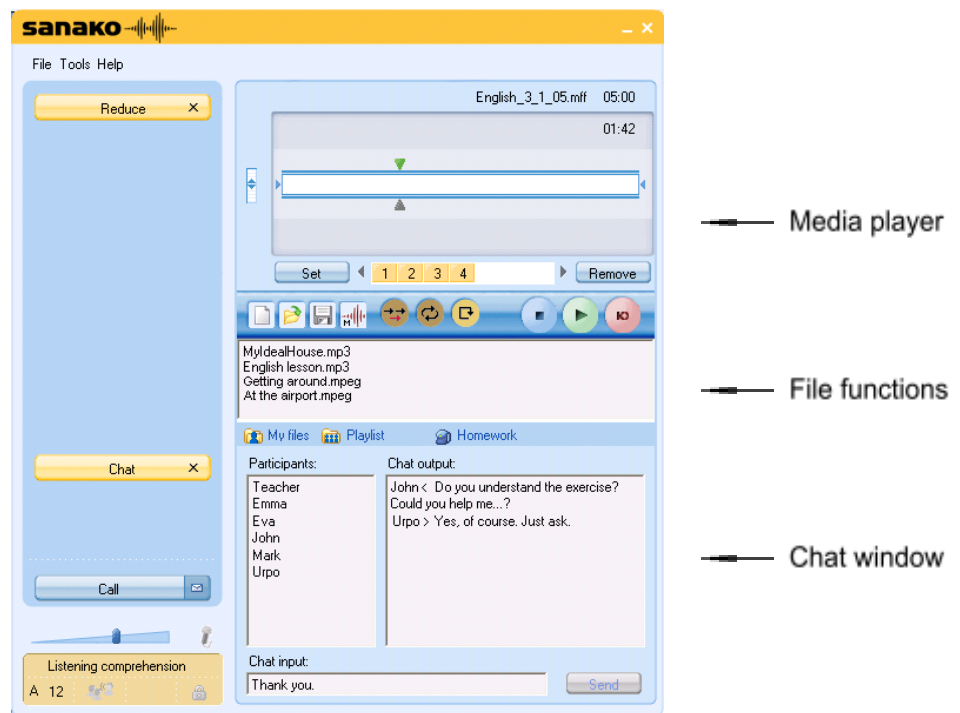 sanako
File Tools Help
Reduce
English_3_1_05.mff 05:00
01:42
Set 1 2 3 4 Remove
M
MyIdealHouse.mp3
English lesson.mp3
Getting around.mpeg
At the airport.mpeg
My files Playlist Homework
Chat
Participants:
Teacher
Emma
Eva
John
Mark
Urpo
Chat output:
John < Do you understand the exercise?
Could you help me...?
Urpo > Yes, of course. Just ask.
Call
Listening comprehension
A 12
Chat input:
Thank you.
Send
Media player
File functions
Chat window